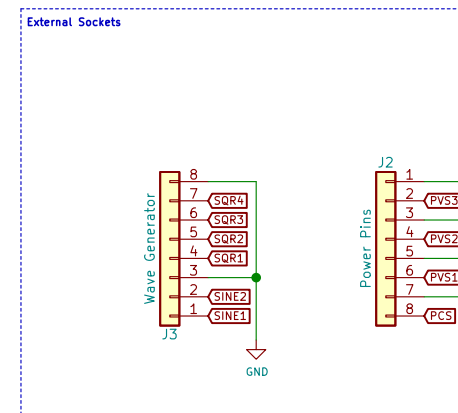 External Sockets
J2
8
7 SQR4
6 SQR3
5 SQR2
4 SQR1
3
2 SINE2
1 SINE1
Wave Generator
J3
GND
1
2 PVS3
3
4 PVS2
5
6 PVS1
7
8 PCS
Power Pins